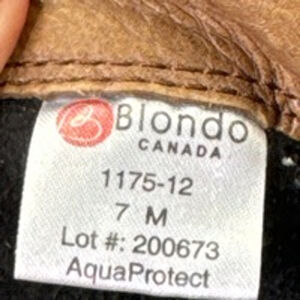 Blondo
CANADA
1175-12
7 M
Lot #: 200673
AquaProtect